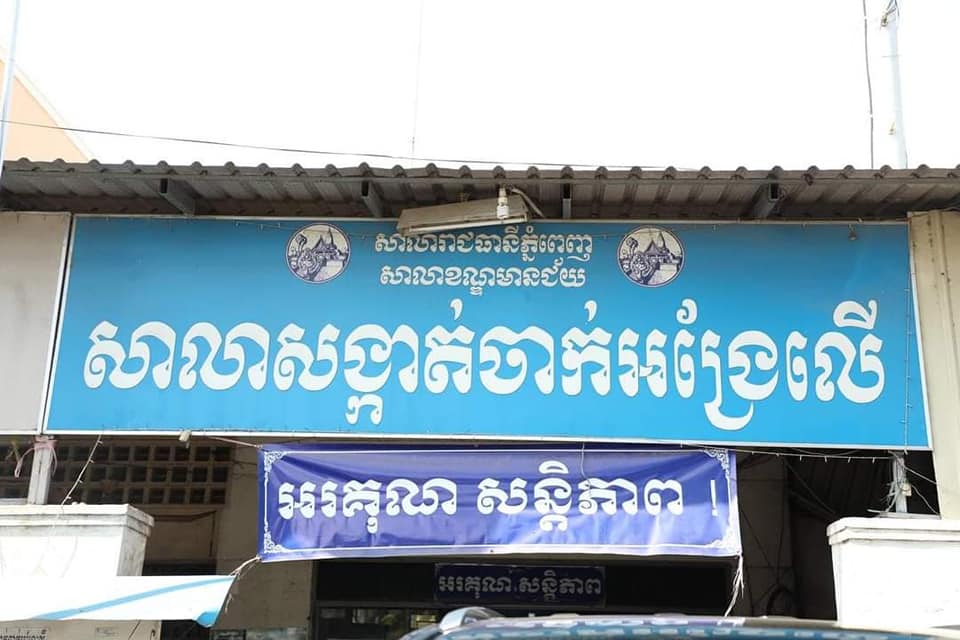 សាលារាជធានីភ្នំពេញ
សាលាខណ្ឌមានជ័យ
សាលាសង្កាត់ចាក់អង្រែលើ
អរគុណ សន្តិភាព !
អរគុណ សន្តិភាព